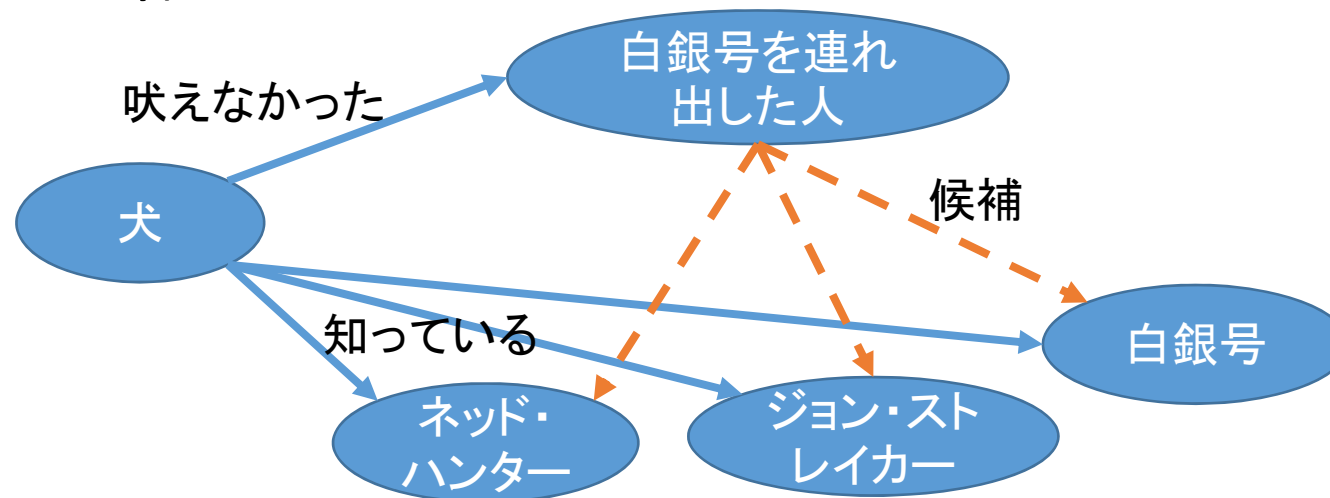 白銀号を連れ
出した人
吠えなかった
候補
犬
知っている
白銀号
ネッド・
ハンター
ジョン・スト
レイカー